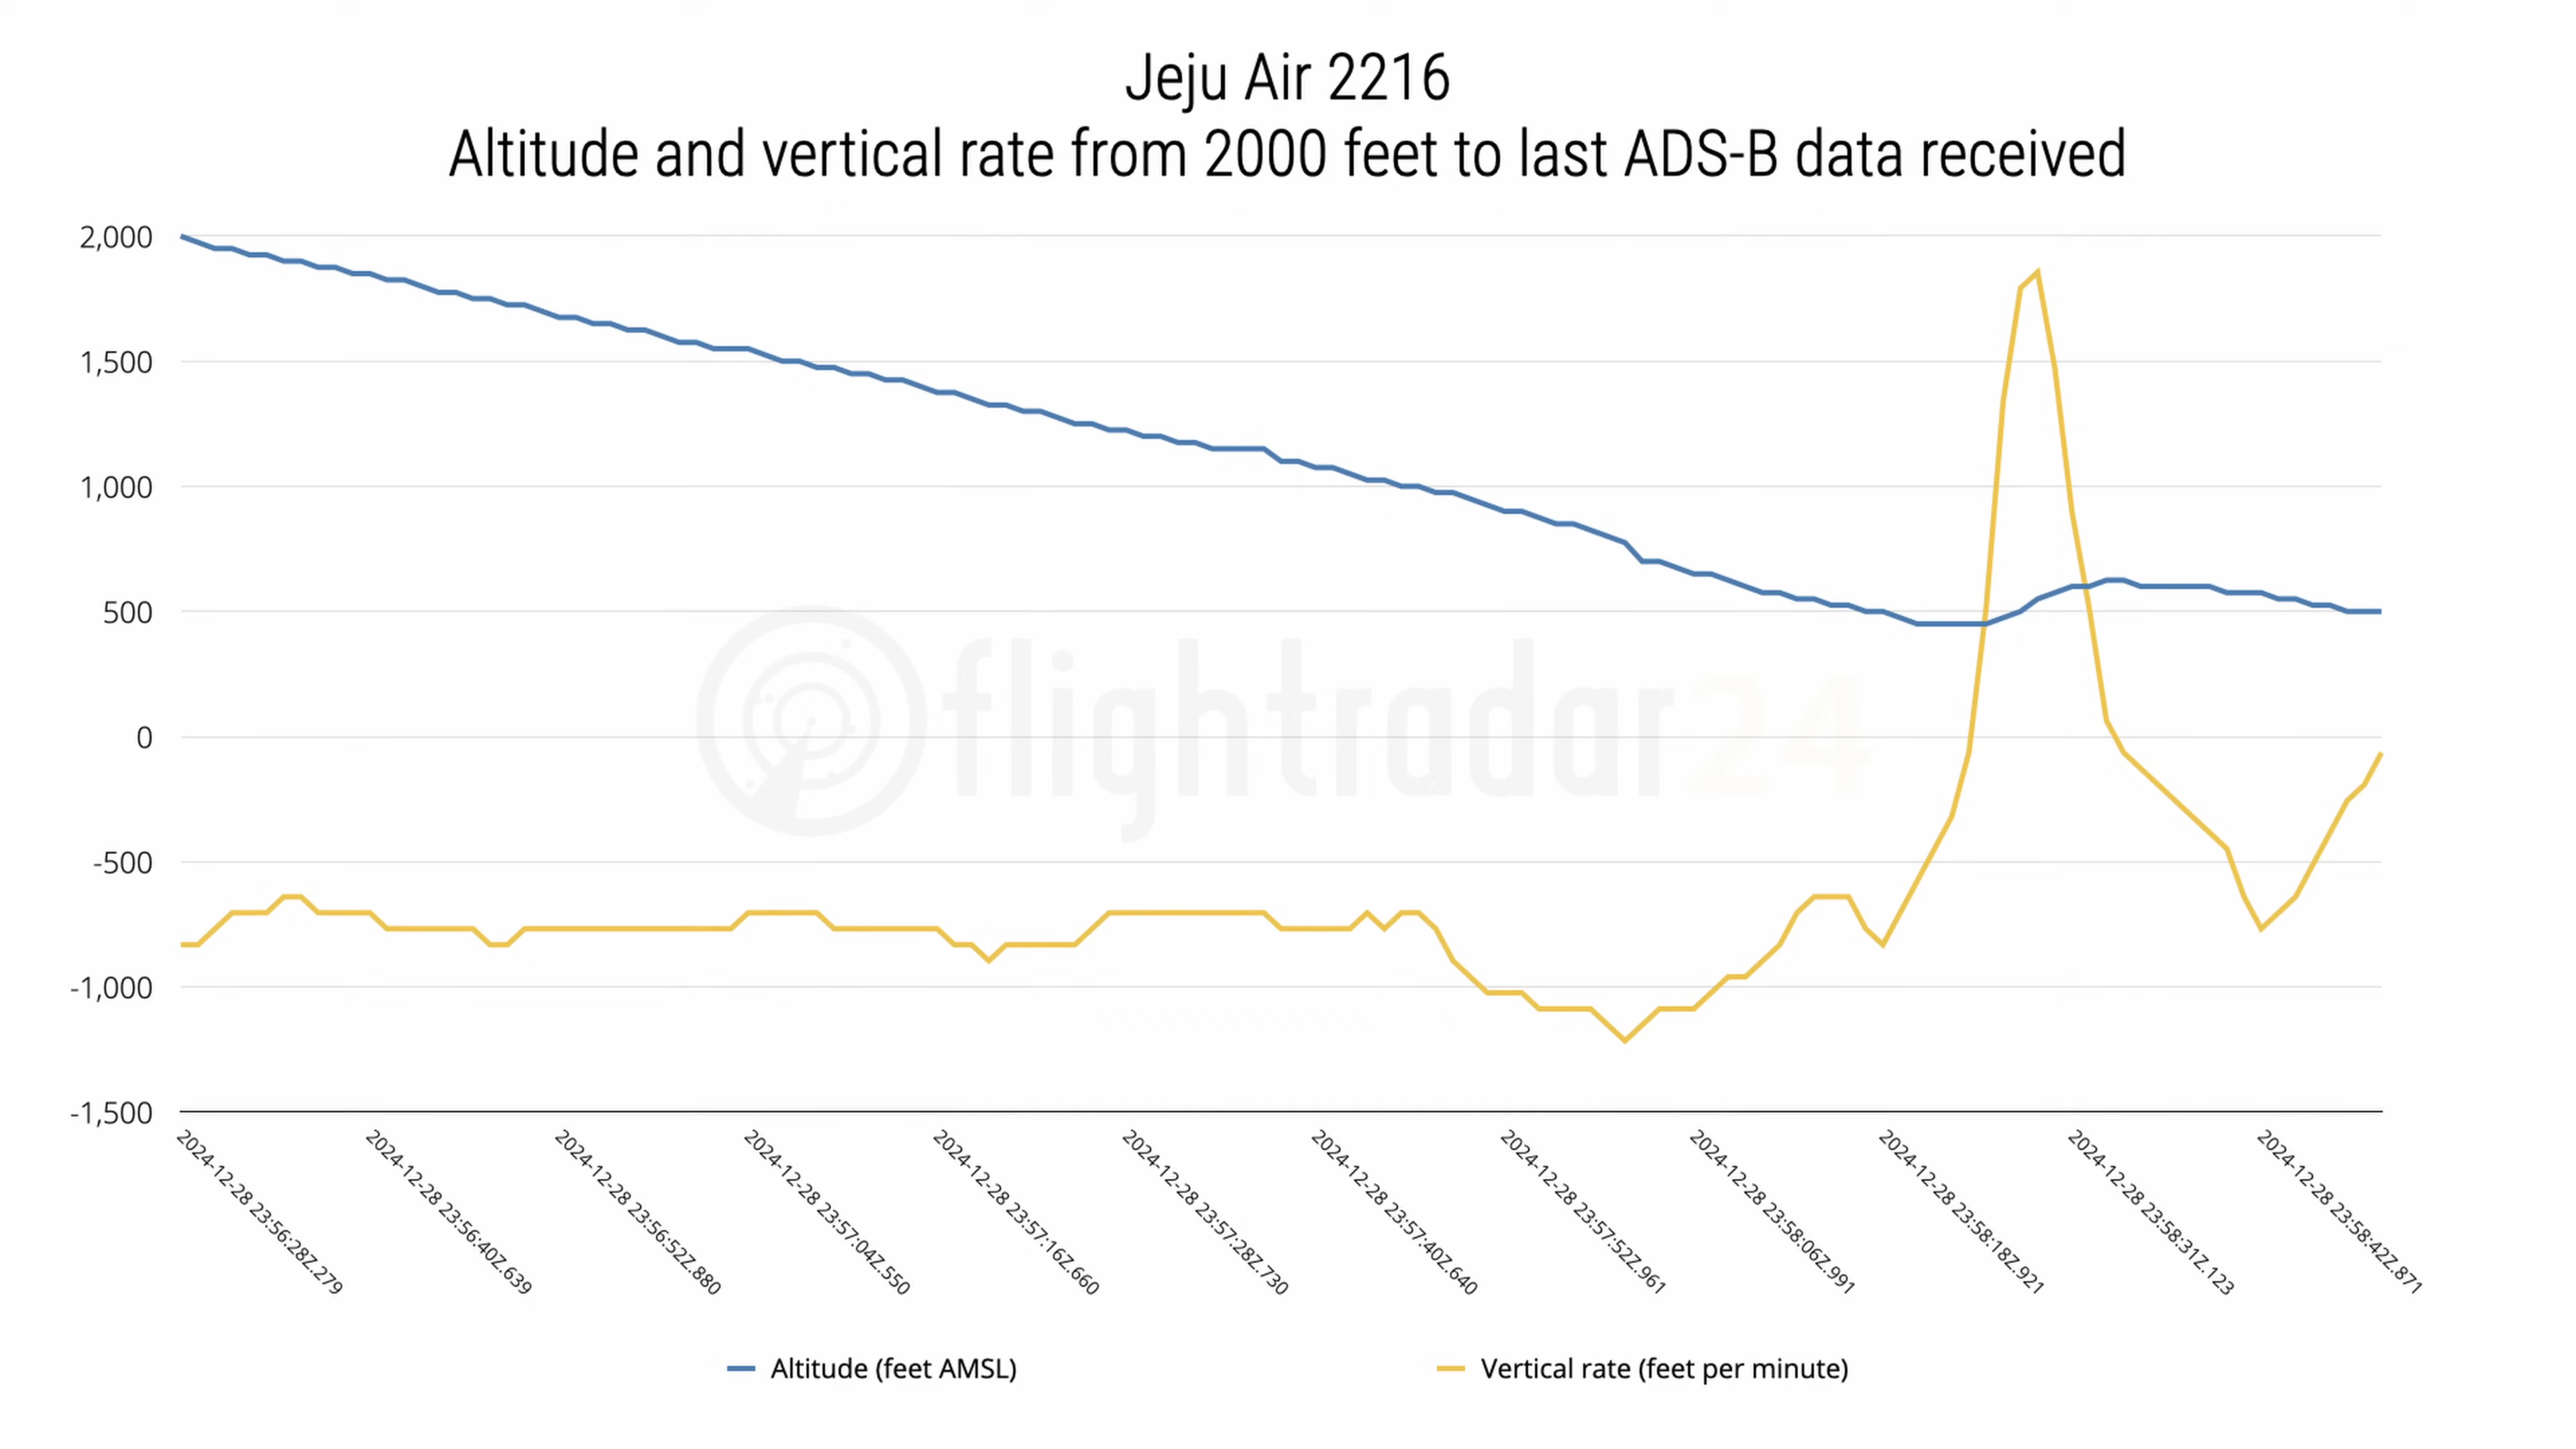 Jeju Air 2216
Altitude and vertical rate from 2000 feet to last ADS-B data received
2,000
1,500
1,000
500
0
-500
-1,000
-1,500
flightradar24
2024-12-28 23:56:28Z.279
2024-12-28 23:56:40Z.639
2024-12-28 23:56:52Z.880
2024-12-28 23:57:04Z.550
2024-12-28 23:57:16Z.660
2024-12-28 23:57:28Z.730
2024-12-28 23:57:40Z.640
2024-12-28 23:57:52Z.961
2024-12-28 23:58:06Z.991
2024-12-28 23:58:18Z.921
2024-12-28 23:58:31Z.123
2024-12-28 23:58:42Z.871
Altitude (feet AMSL)
Vertical rate (feet per minute)